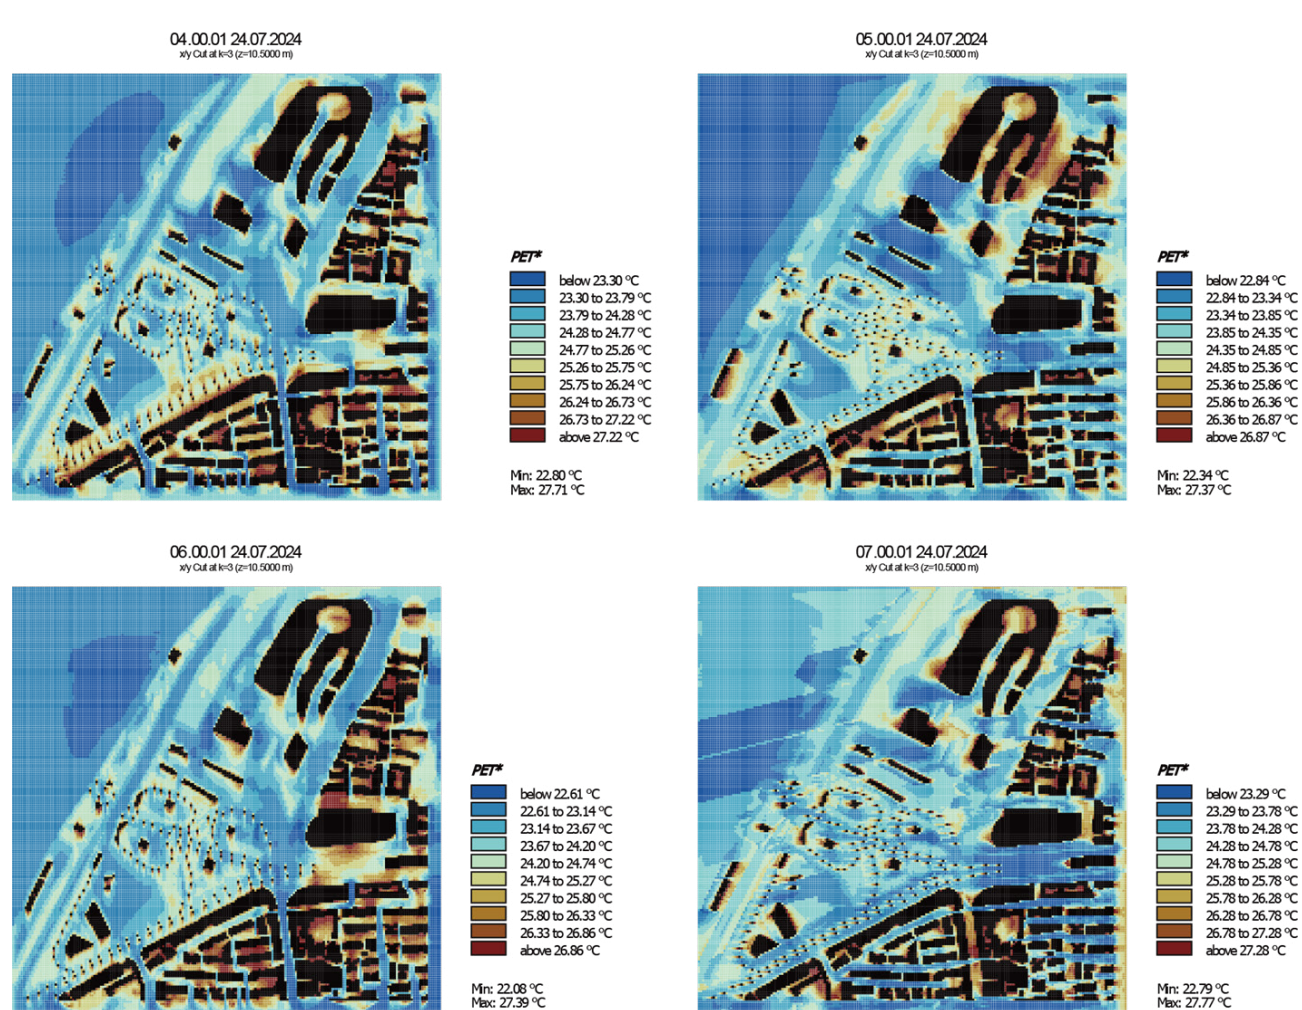 04.00.01 24.07.2024
x/y Cut at k=3 (z=10.5000 m)
PET*
below 23.30 °C
23.30 to 23.79 °C
23.79 to 24.28 °C
24.28 to 24.77 °C
24.77 to 25.26 °C
25.26 to 25.75 °C
25.75 to 26.24 °C
26.24 to 26.73 °C
26.73 to 27.22 °C
above 27.22 °C
Min: 22.80 °C
Max: 27.71 °C
05.00.01 24.07.2024
x/y Cut at k=3 (z=10.5000 m)
PET*
below 22.84 °C
22.84 to 23.34 °C
23.34 to 23.85 °C
23.85 to 24.35 °C
24.35 to 24.85 °C
24.85 to 25.36 °C
25.36 to 25.86 °C
25.86 to 26.36 °C
26.36 to 26.87 °C
above 26.87 °C
Min: 22.34 °C
Max: 27.37 °C
06.00.01 24.07.2024
x/y Cut at k=3 (z=10.5000 m)
PET*
below 22.61 °C
22.61 to 23.14 °C
23.14 to 23.67 °C
23.67 to 24.20 °C
24.20 to 24.74 °C
24.74 to 25.27 °C
25.27 to 25.80 °C
25.80 to 26.33 °C
26.33 to 26.86 °C
above 26.86 °C
Min: 22.08 °C
Max: 27.39 °C
07.00.01 24.07.2024
x/y Cut at k=3 (z=10.5000 m)
PET*
below 23.29 °C
23.29 to 23.78 °C
23.78 to 24.28 °C
24.28 to 24.78 °C
24.78 to 25.28 °C
25.28 to 25.78 °C
25.78 to 26.28 °C
26.28 to 26.78 °C
26.78 to 27.28 °C
above 27.28 °C
Min: 22.79 °C
Max: 27.77 °C